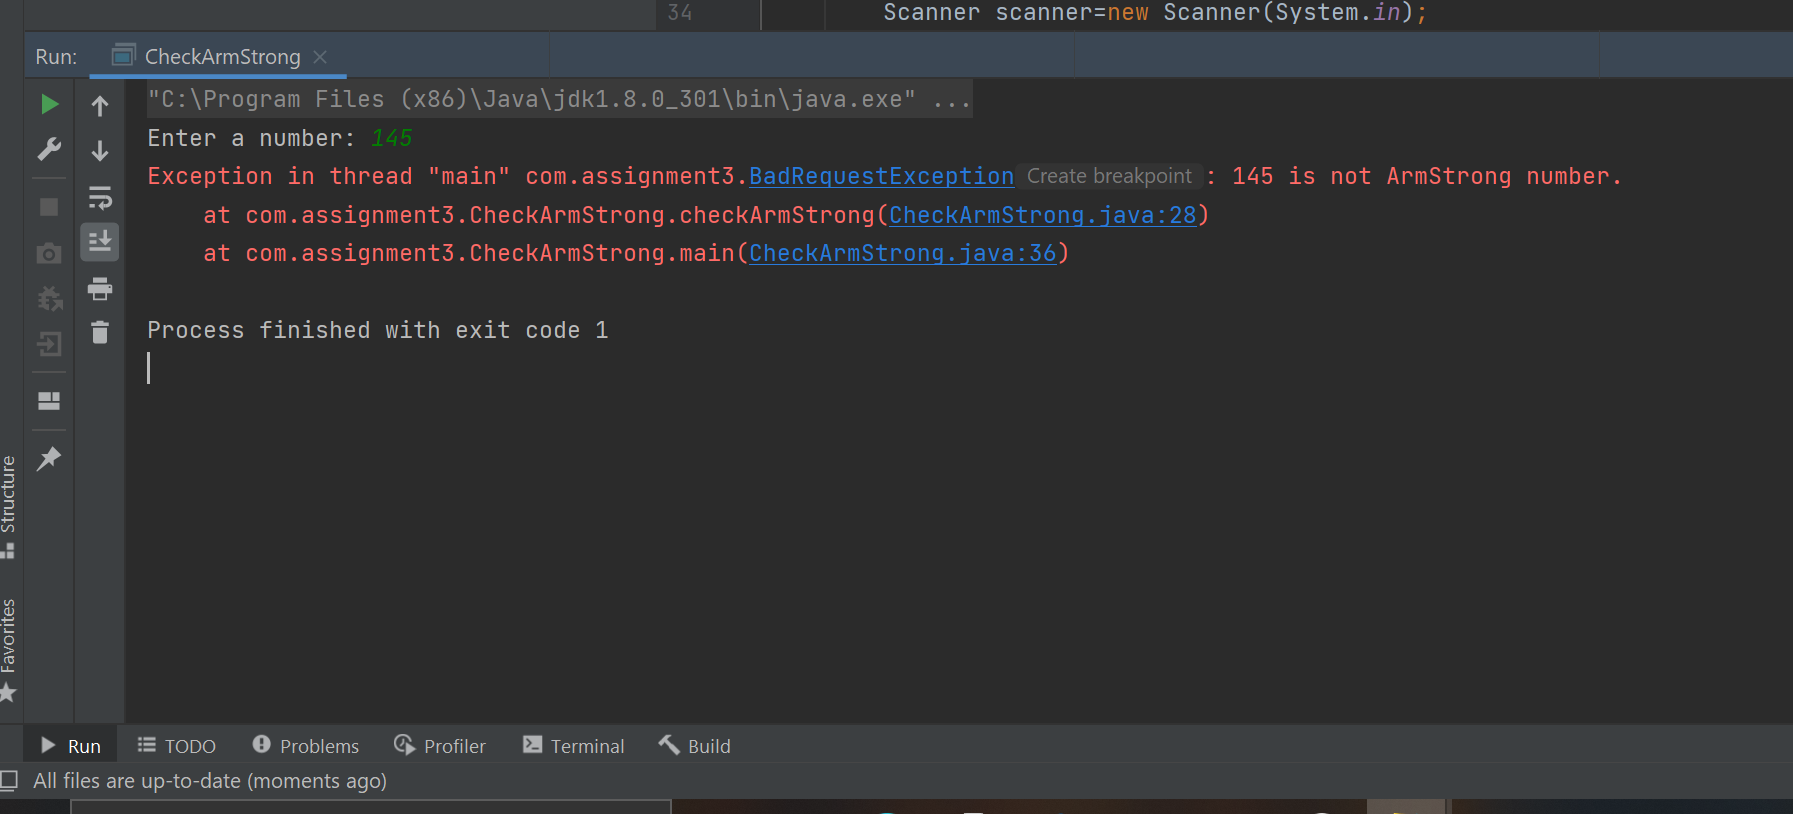 34 Scanner scanner=new Scanner(System.in);
Run: CheckArmStrong
"C:\Program Files (x86)\Java\jdk1.8.0_301\bin\java.exe" ...
Enter a number: 145
Exception in thread "main" com.assignment3.BadRequestException Create breakpoint : 145 is not ArmStrong number.
at com.assignment3.CheckArmStrong.checkArmStrong(CheckArmStrong.java:28)
at com.assignment3.CheckArmStrong.main(CheckArmStrong.java:36)
Process finished with exit code 1
Structure
Favorites
Run TODO Problems Profiler Terminal Build
All files are up-to-date (moments ago)